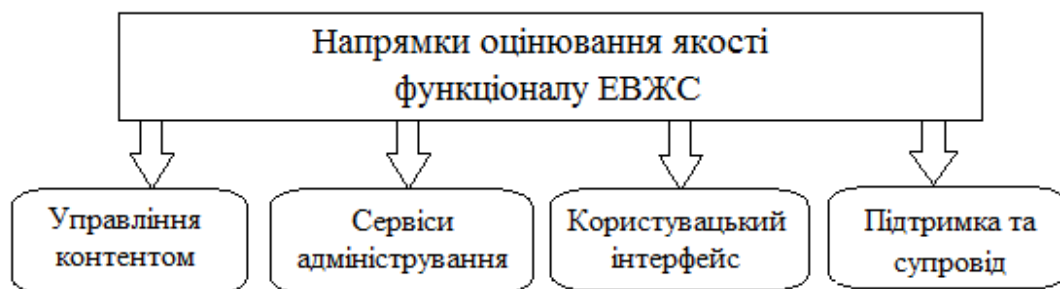 Напрямки оцінювання якості
функціоналу ЕВЖС
Управління
контентом
Сервіси
адміністрування
Користувацький
інтерфейс
Підтримка та
супровід